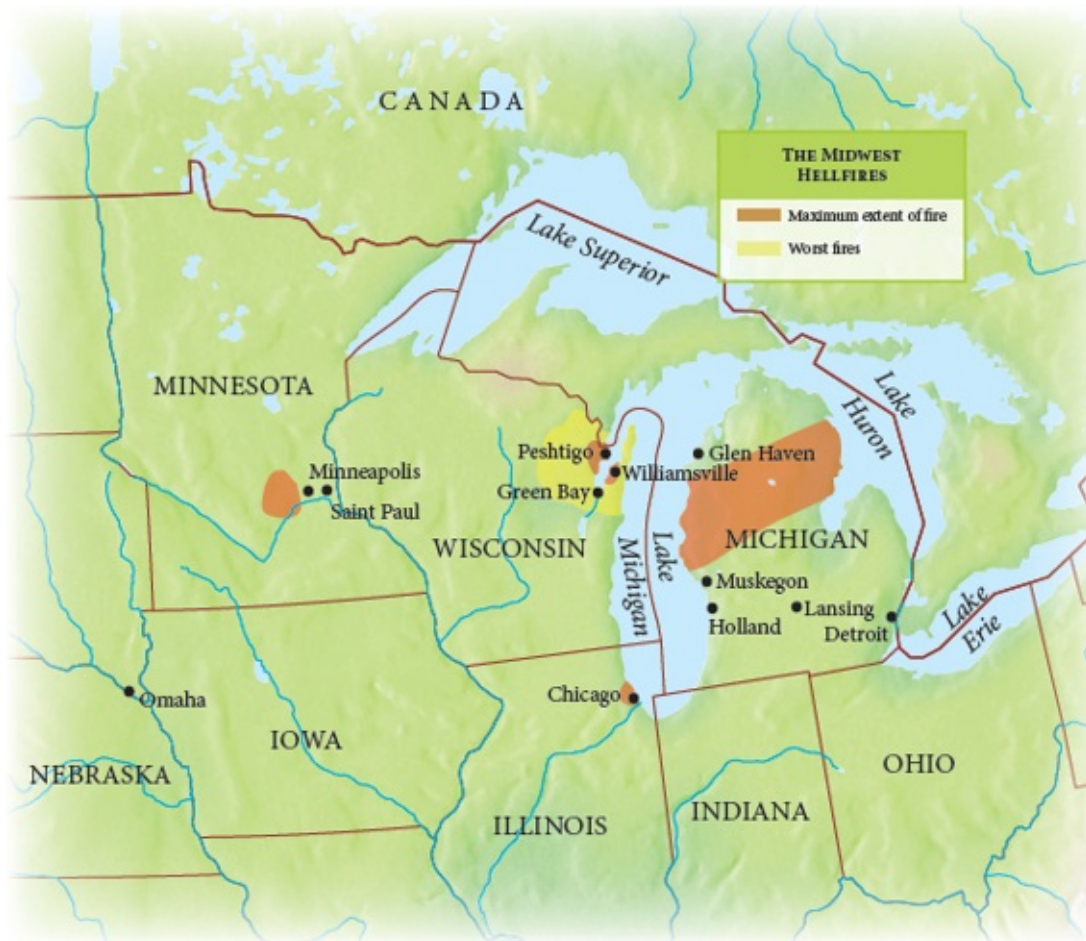 CANADA
THE MIDWEST
HELLFIRES
Maximum extent of fire
Worst fires
Lake Superior
MINNESOTA
Lake
Huron
Peshtigo
Glen Haven
Williamsville
Minneapolis
Green Bay
Saint Paul
WISCONSIN
Lake
Michigan
MICHIGAN
Muskegon
Holland
Lansing
Detroit
Lake
Erie
Chicago
Omaha
IOWA
NEBRASKA
OHIO
ILLINOIS
INDIANA